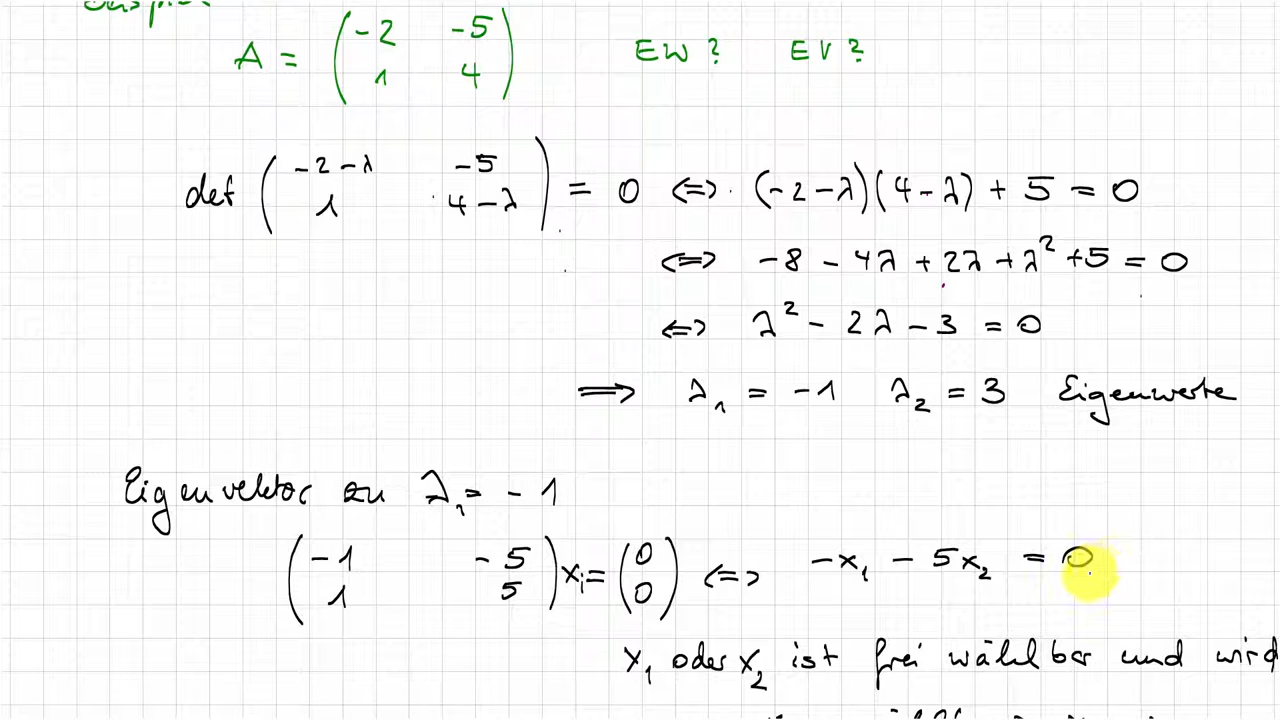 A = ( -2 -5 ; 1 4 ) EW? EV?
det ( -2-λ -5 ; 1 4-λ ) = 0 ⇔ (-2-λ)(4-λ) + 5 = 0
⇔ -8 - 4λ + 2λ + λ² + 5 = 0
⇔ λ² - 2λ - 3 = 0
⟹ λ₁ = -1 λ₂ = 3 Eigenwerte
Eigenvektor zu λ₁ = -1
( -1 -5 ; 1 5 ) xᵢ = ( 0 ; 0 ) ⇔ -x₁ - 5x₂ = 0
x₁ oder x₂ ist frei wählbar und wird